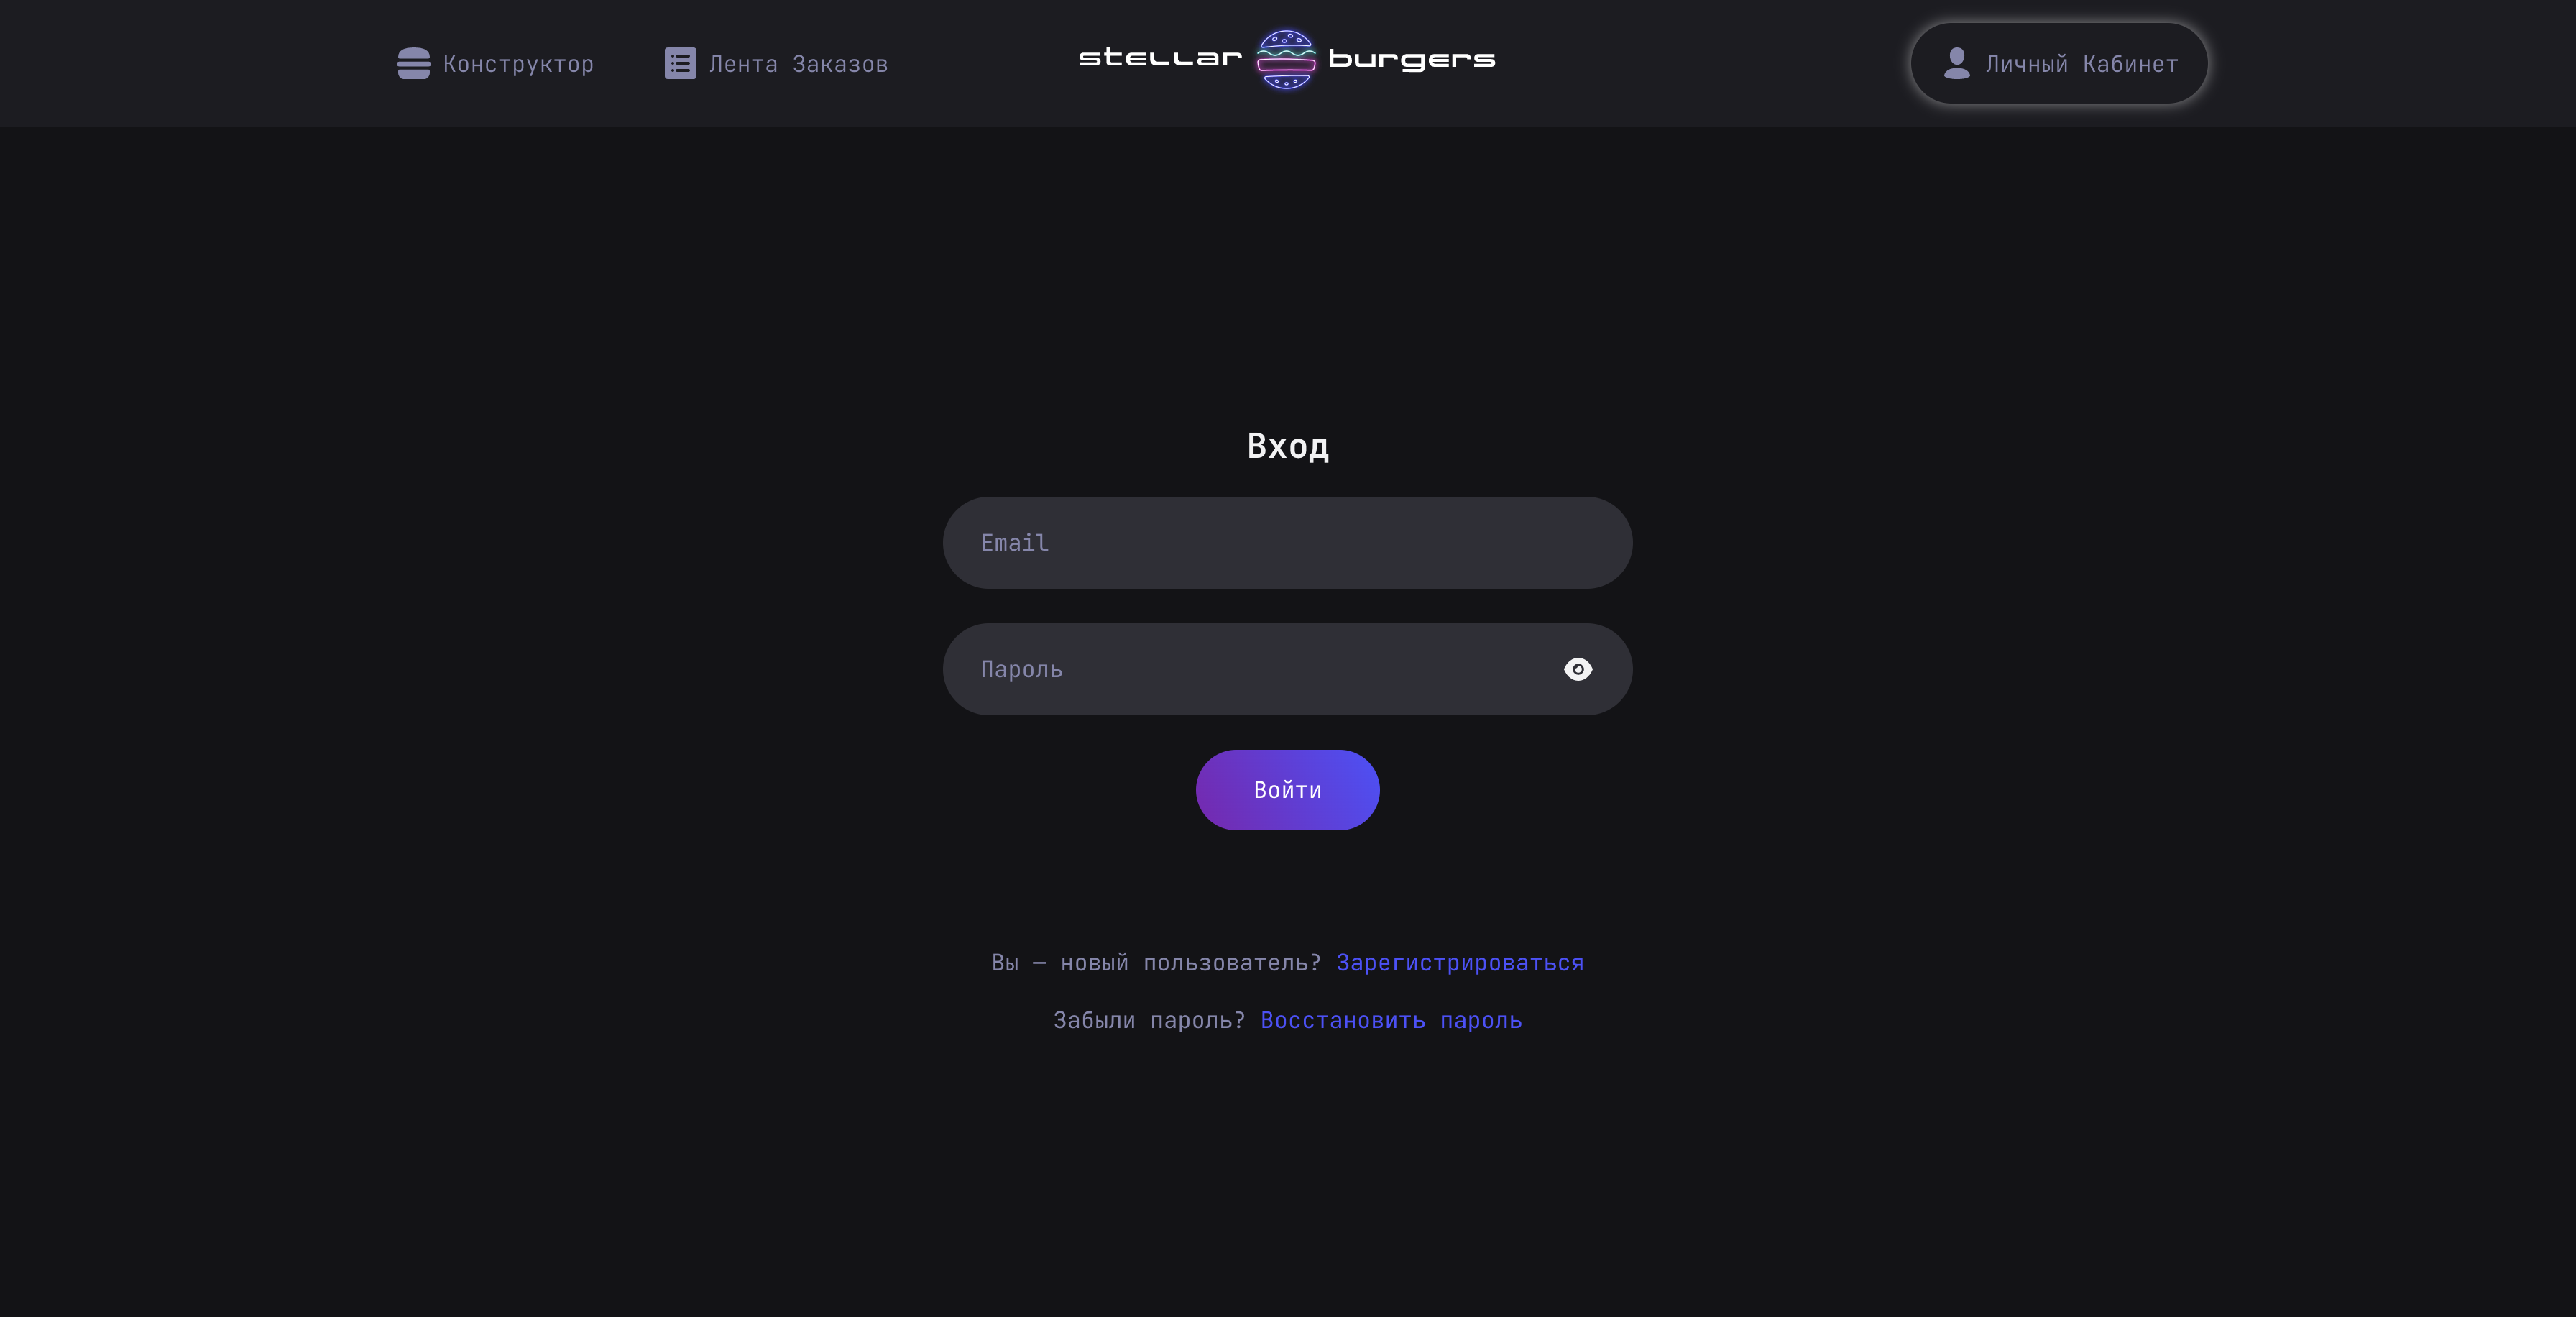 Конструктор
Лента Заказов
stellar burgers
Личный Кабинет
Вход
Email
Пароль
Войти
Вы — новый пользователь? Зарегистрироваться
Забыли пароль? Восстановить пароль